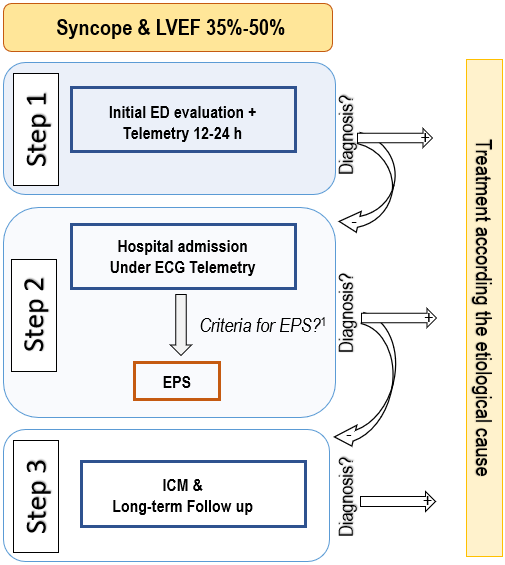 Syncope & LVEF 35%-50%
Step 1
Initial ED evaluation +
Telemetry 12-24 h
Diagnosis?
+
-
Step 2
Hospital admission
Under ECG Telemetry
Criteria for EPS?¹
EPS
Diagnosis?
+
-
Step 3
ICM &
Long-term Follow up
Diagnosis?
+
Treatment according the etiological cause